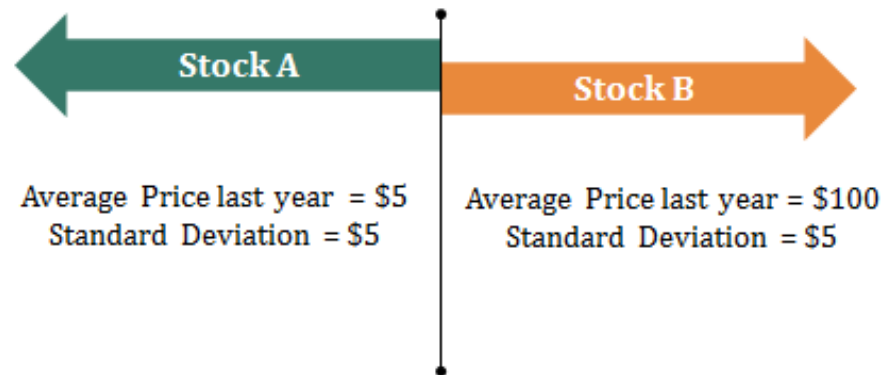 Stock A
Average Price last year = $5
Standard Deviation = $5
Stock B
Average Price last year = $100
Standard Deviation = $5